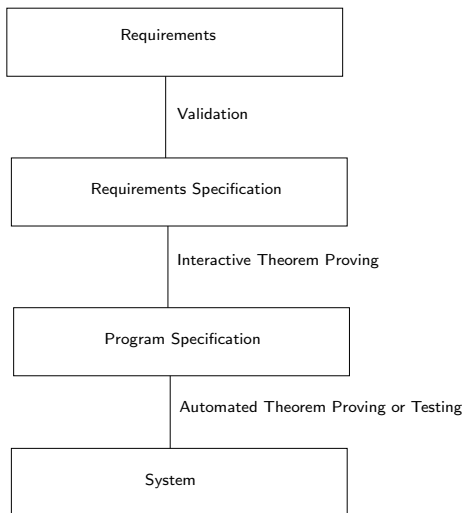 Requirements
Validation
Requirements Specification
Interactive Theorem Proving
Program Specification
Automated Theorem Proving or Testing
System